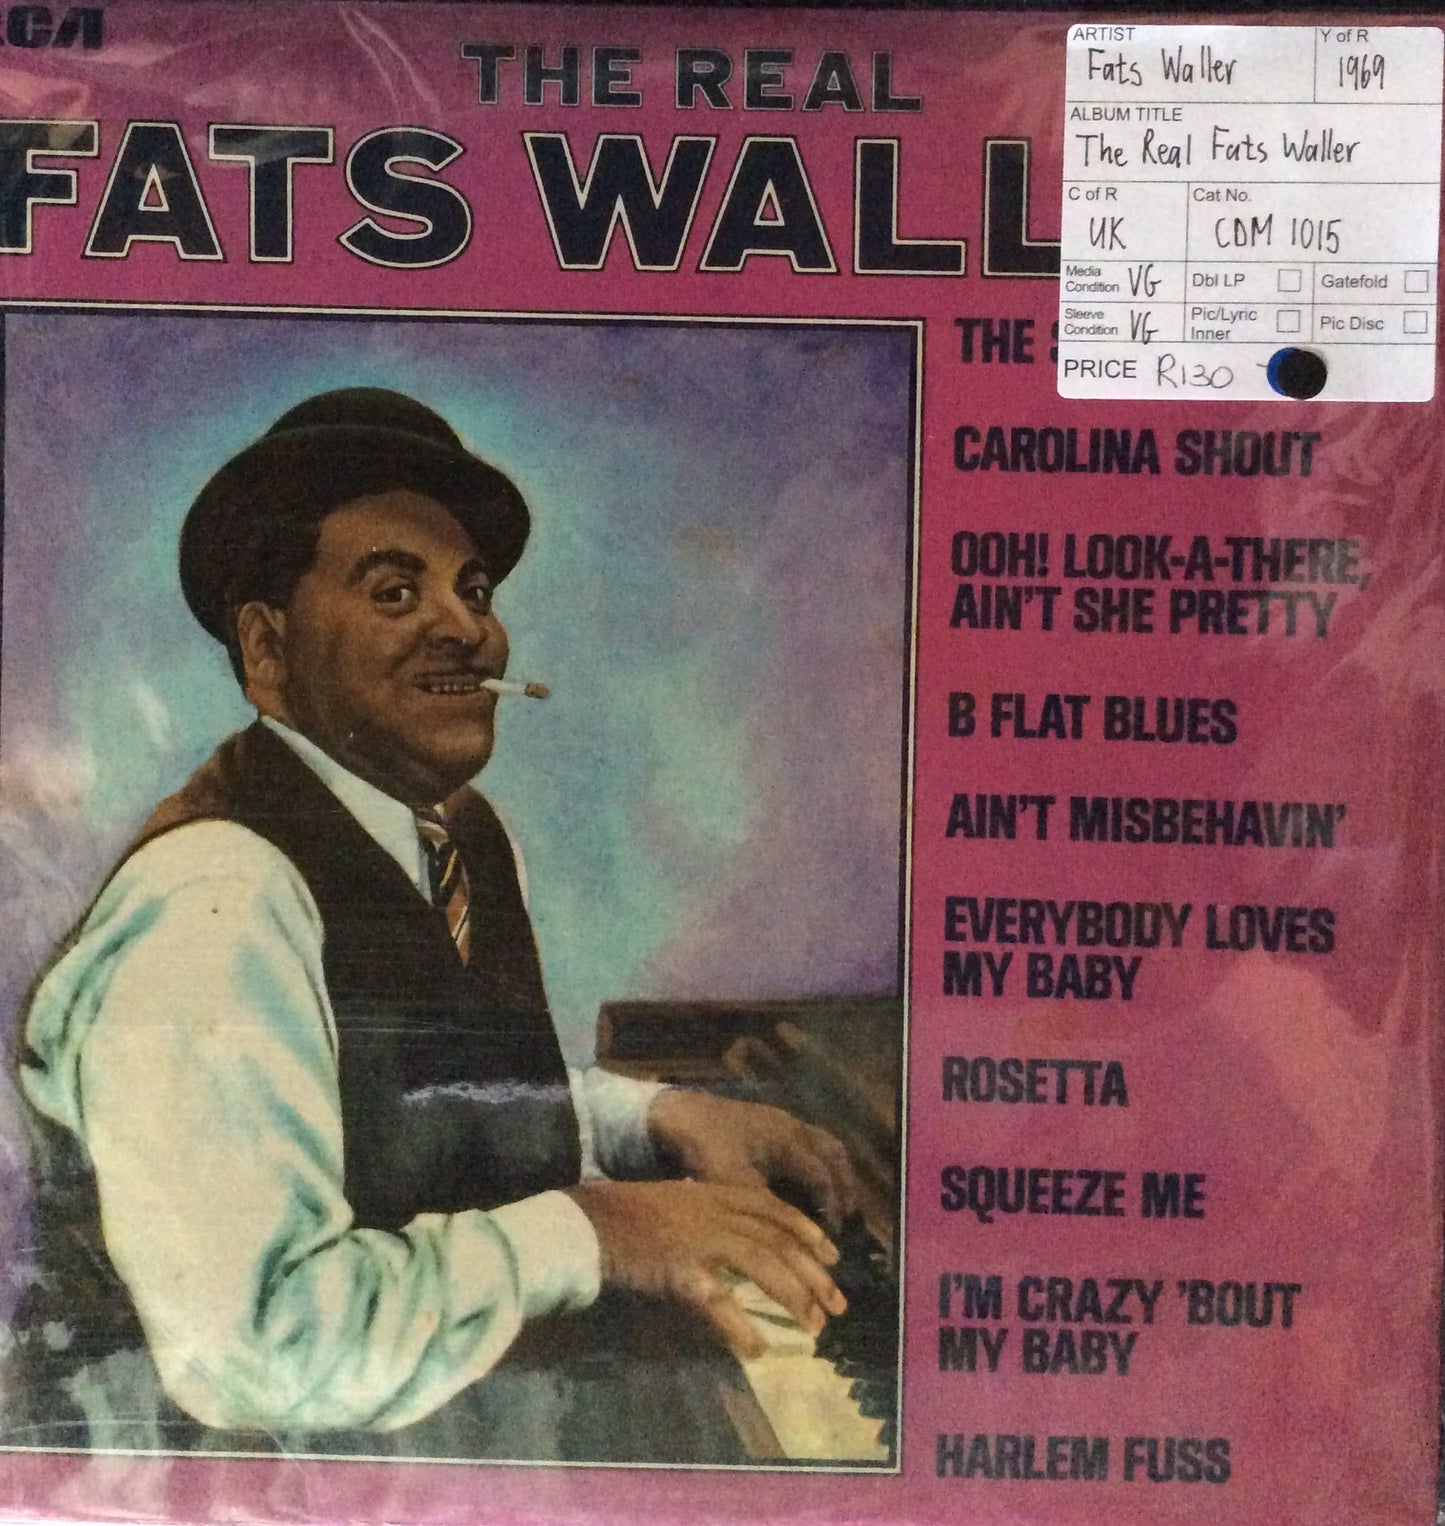 RCA
THE REAL
FATS WALL
ARTIST
Y of R
Fats Waller
1969
ALBUM TITLE
The Real Fats Waller
C of R
Cat No.
UK
CDM 1015
Media Condition VG
Dbl LP
Gatefold
Sleeve Condition VG
Pic/Lyric Inner
Pic Disc
PRICE R130
THE
CAROLINA SHOUT
OOH! LOOK-A-THERE,
AIN'T SHE PRETTY
B FLAT BLUES
AIN'T MISBEHAVIN'
EVERYBODY LOVES
MY BABY
ROSETTA
SQUEEZE ME
I'M CRAZY 'BOUT
MY BABY
HARLEM FUSS